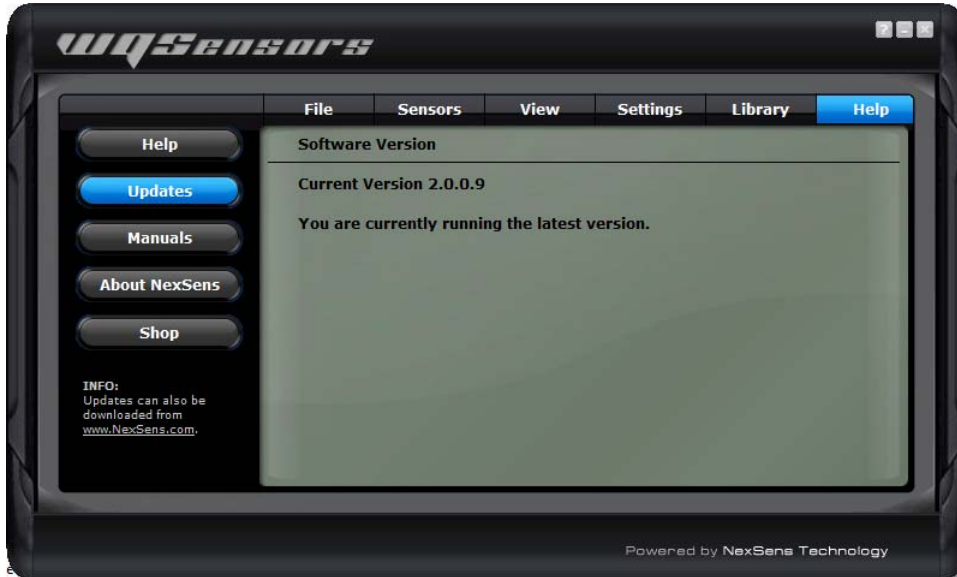 WQSensors
? - x
File Sensors View Settings Library Help
Help
Updates
Manuals
About NexSens
Shop
INFO:
Updates can also be
downloaded from
www.NexSens.com.
Software Version
Current Version 2.0.0.9
You are currently running the latest version.
Powered by NexSens Technology
e